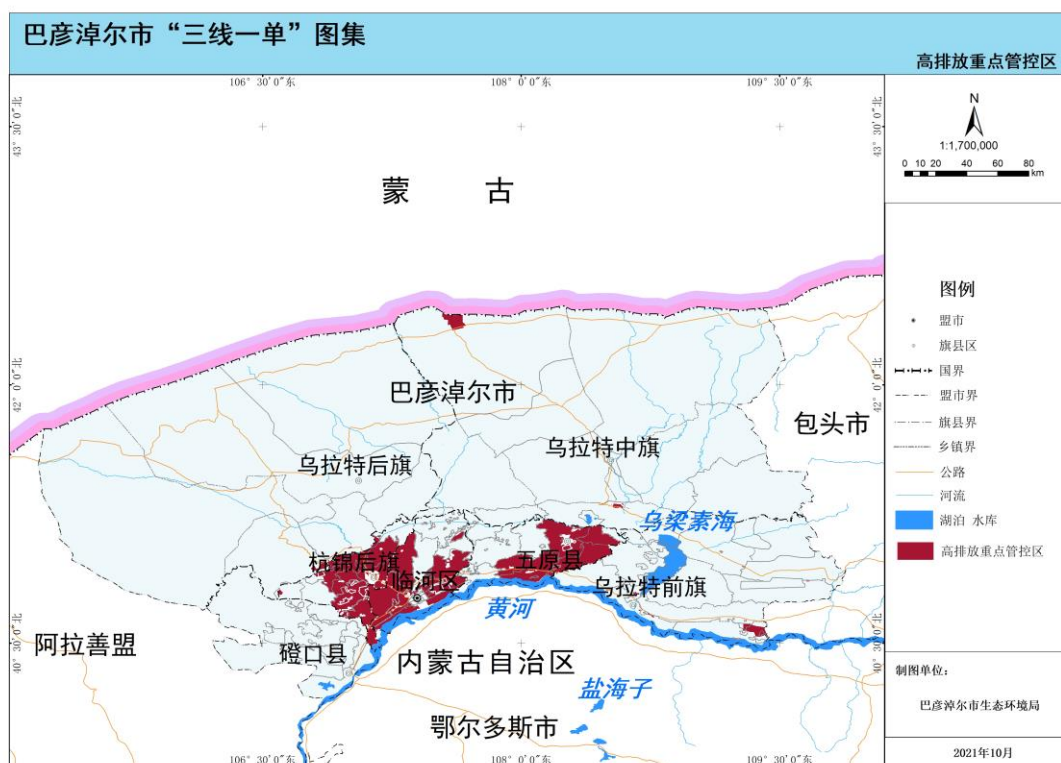 巴彦淖尔市“三线一单”图集
高排放重点管控区
106°30′0″东
108°0′0″东
109°30′0″东
43°30′0″北
43°30′0″北
N
1:1,700,000
0 10 20 40 60 80
km
蒙 古
图例
盟市
旗县区
国界
盟市界
旗县界
乡镇界
公路
河流
湖泊 水库
高排放重点管控区
42°0′0″北
42°0′0″北
巴彦淖尔市
包头市
乌拉特中旗
乌拉特后旗
乌梁素海
杭锦后旗
临河区
五原县
乌拉特前旗
黄河
阿拉善盟
磴口县
40°30′0″北
40°30′0″北
内蒙古自治区
盐海子
鄂尔多斯市
制图单位：
巴彦淖尔市生态环境局
2021年10月
106°30′0″东
108°0′0″东
109°30′0″东